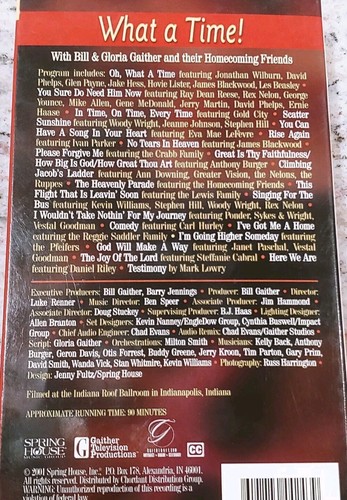 What a Time!
With Bill & Gloria Gaither and their Homecoming Friends
Program includes: Oh, What A Time featuring Jonathan Wilburn, David
Phelps, Glen Payne, Jake Hess, Hovie Lister, James Blackwood, Les Beasley •
You Sure Do Need Him Now featuring Ray Dean Reese, Rex Nelon, George
Younce, Mike Allen, Gene McDonald, Jerry Martin, David Phelps, Ernie
Haase • In Time, On Time, Every Time featuring Gold City • Scatter
Sunshine featuring Woody Wright, Jeanne Johnson, Stephen Hill • You Can
Have A Song In Your Heart featuring Eva Mae LeFevre • Rise Again
featuring Ivan Parker • No Tears In Heaven featuring James Blackwood •
Please Forgive Me featuring the Crabb Family • Great Is Thy Faithfulness/
How Big Is God/How Great Thou Art featuring Anthony Burger • Climbing
Jacob's Ladder featuring Ann Downing, Greater Vision, the Nelons, the
Ruppes • The Heavenly Parade featuring the Homecoming Friends • This
Flight That Is Leavin' Soon featuring the Lewis Family • Singing For The
Bus featuring Kevin Williams, Stephen Hill, Woody Wright, Rex Nelon •
I Wouldn't Take Nothin' For My Journey featuring Ponder, Sykes & Wright,
Vestal Goodman • Comedy featuring Carl Hurley • I've Got Me A Home
featuring the Reggie Saddler Family • I'm Going Higher Someday featuring
the Pfeifers • God Will Make A Way featuring Janet Paschal, Vestal
Goodman • The Joy Of The Lord featuring Steffanie Cabral • Here We Are
featuring Daniel Riley • Testimony by Mark Lowry
Executive Producers: Bill Gaither, Barry Jennings • Producer: Bill Gaither • Director:
Luke Renner • Music Director: Ben Speer • Associate Producer: Jim Hammond
Associate Director: Doug Stuckey • Supervising Producer: B.J. Haas • Lighting Designer:
Allen Branton • Set Designer: Kevin Nanney/EngleDow Group, Cynthia Buswell/Impact
Group • Chief Audio Engineer: Chad Evans • Audio Remix: Chad Evans/Gaither Studios •
Script: Gloria Gaither • Orchestrations: Milton Smith • Musicians: Kelly Back, Anthony
Burger, Geron Davis, Otis Forrest, Buddy Greene, Jerry Kroon, Tim Parton, Gary Prim,
David Smith, Wanda Vick, Stan Whitmire, Kevin Williams • Photography: Russ Harrington •
Design: Jenny Fultz/Spring House
Filmed at the Indiana Roof Ballroom in Indianapolis, Indiana
APPROXIMATE RUNNING TIME: 90 MINUTES
SPRING HOUSE
Gaither Television Productions
CC
© 2001 Spring House, Inc. P.O. Box 178, Alexandria, IN 46001.
All rights reserved. Distributed by Chordant Distribution Group.
WARNING: Unauthorized reproduction of this recording is a
violation of federal law.